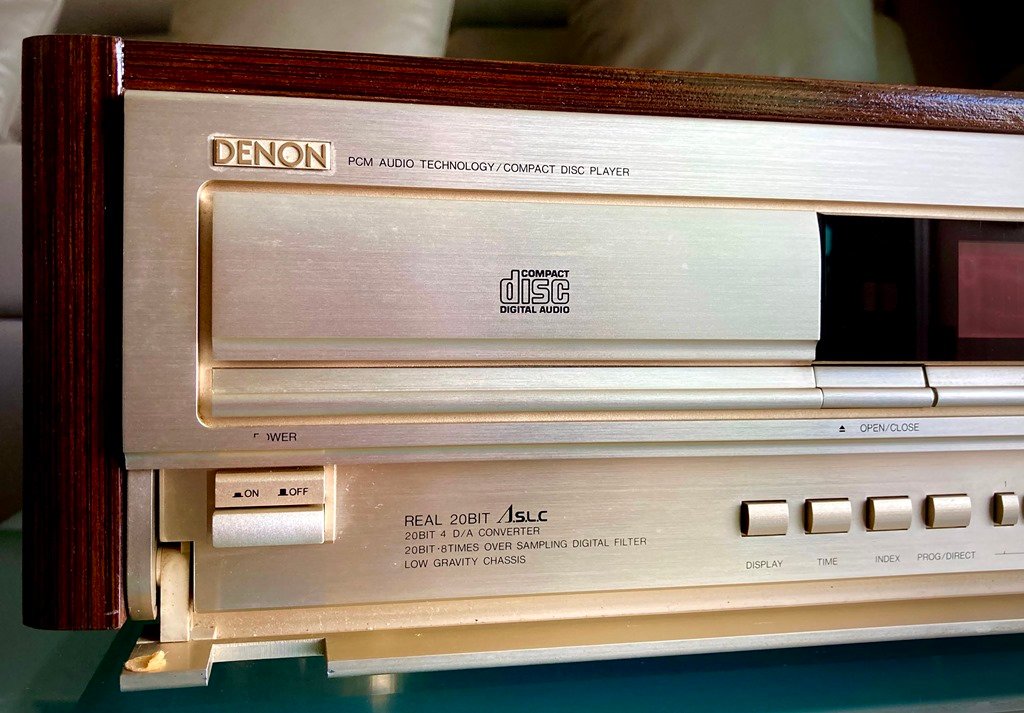 DENON
PCM AUDIO TECHNOLOGY/COMPACT DISC PLAYER
COMPACT
disc
DIGITAL AUDIO
OWER
OPEN/CLOSE
ON OFF
REAL 20BIT Λ.S.L.C
20BIT 4 D/A CONVERTER
20BIT·8TIMES OVER SAMPLING DIGITAL FILTER
LOW GRAVITY CHASSIS
1
DISPLAY TIME INDEX PROG/DIRECT